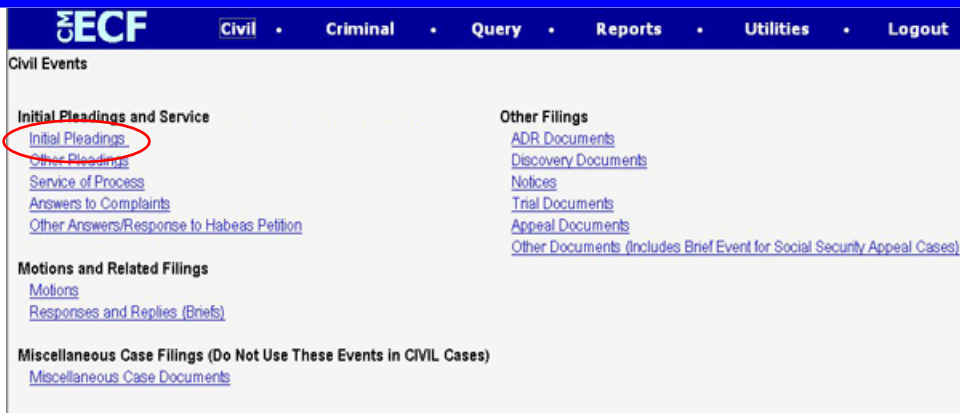 CM ECF Civil • Criminal • Query • Reports • Utilities • Logout
Civil Events
Initial Pleadings and Service
Initial Pleadings
Other Pleadings
Service of Process
Answers to Complaints
Other Answers/Response to Habeas Petition
Motions and Related Filings
Motions
Responses and Replies (Briefs)
Miscellaneous Case Filings (Do Not Use These Events in CIVIL Cases)
Miscellaneous Case Documents
Other Filings
ADR Documents
Discovery Documents
Notices
Trial Documents
Appeal Documents
Other Documents (Includes Brief Event for Social Security Appeal Cases)